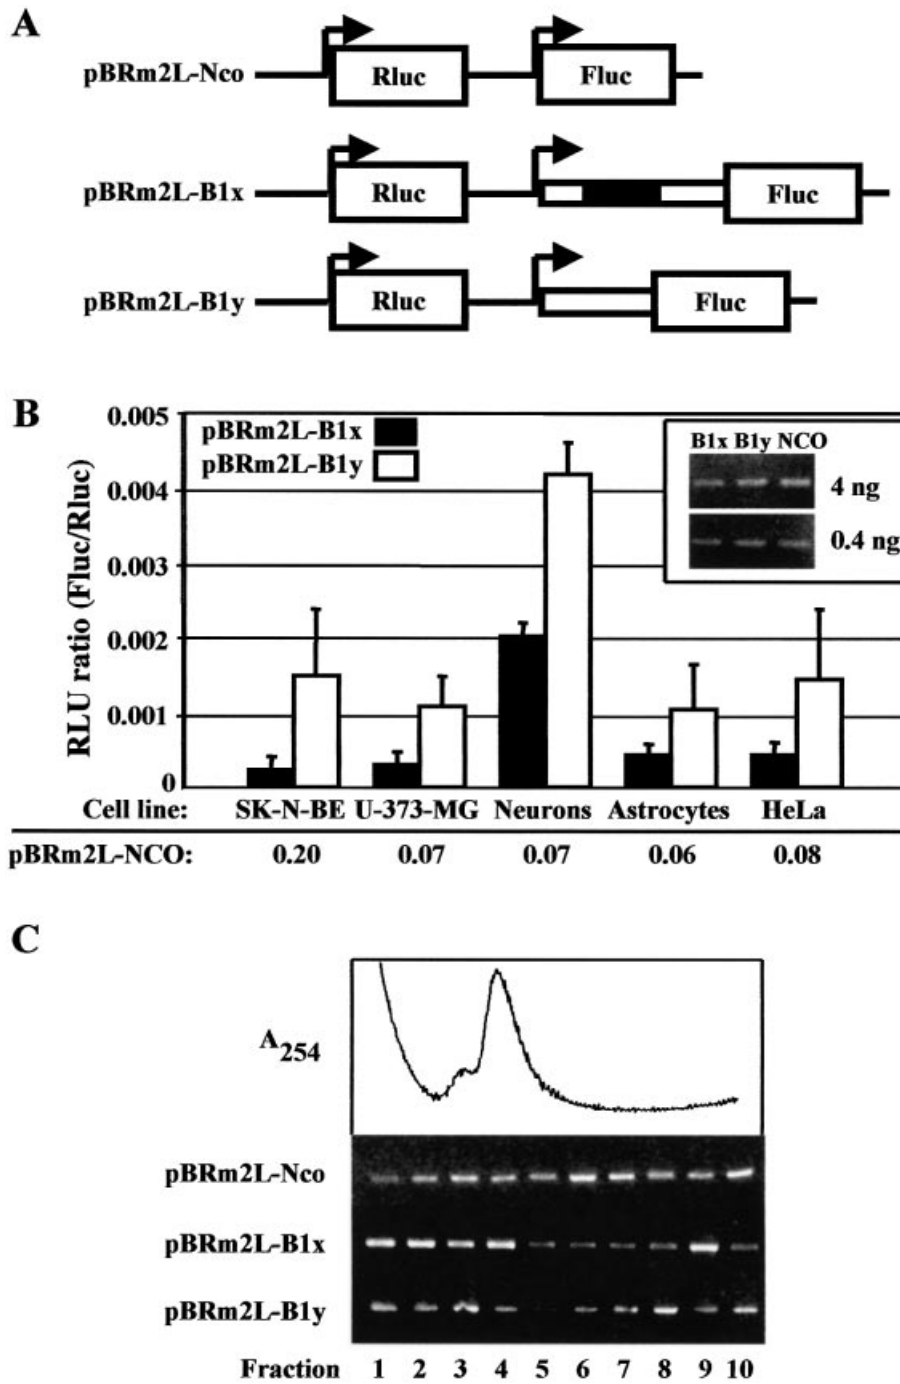 A
pBRm2L-Nco Rluc Fluc
pBRm2L-B1x Rluc Fluc
pBRm2L-B1y Rluc Fluc
B
RLU ratio (Fluc/Rluc)
0.005
0.004
0.003
0.002
0.001
0
pBRm2L-B1x
pBRm2L-B1y
B1x B1y NCO
4 ng
0.4 ng
Cell line: SK-N-BE U-373-MG Neurons Astrocytes HeLa
pBRm2L-NCO: 0.20 0.07 0.07 0.06 0.08
C
A254
pBRm2L-Nco
pBRm2L-B1x
pBRm2L-B1y
Fraction 1 2 3 4 5 6 7 8 9 10